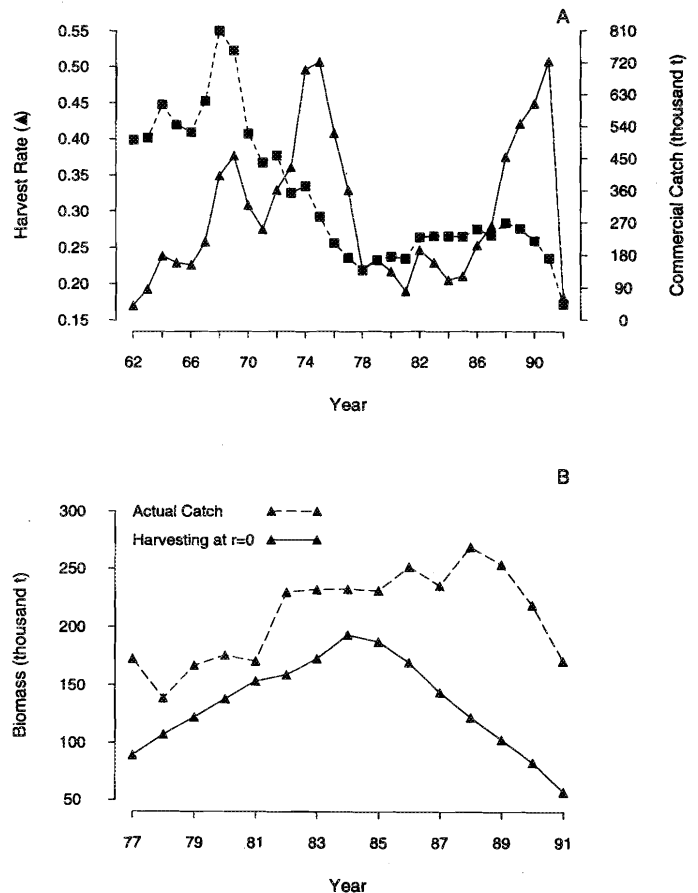 A
0.55
0.50
0.45
0.40
0.35
0.30
0.25
0.20
0.15
Harvest Rate (▲)
810
720
630
540
450
360
270
180
90
0
Commercial Catch (thousand t)
62 66 70 74 78 82 86 90
Year
B
300
250
200
150
100
50
Biomass (thousand t)
Actual Catch
Harvesting at r=0
77 79 81 83 85 87 89 91
Year